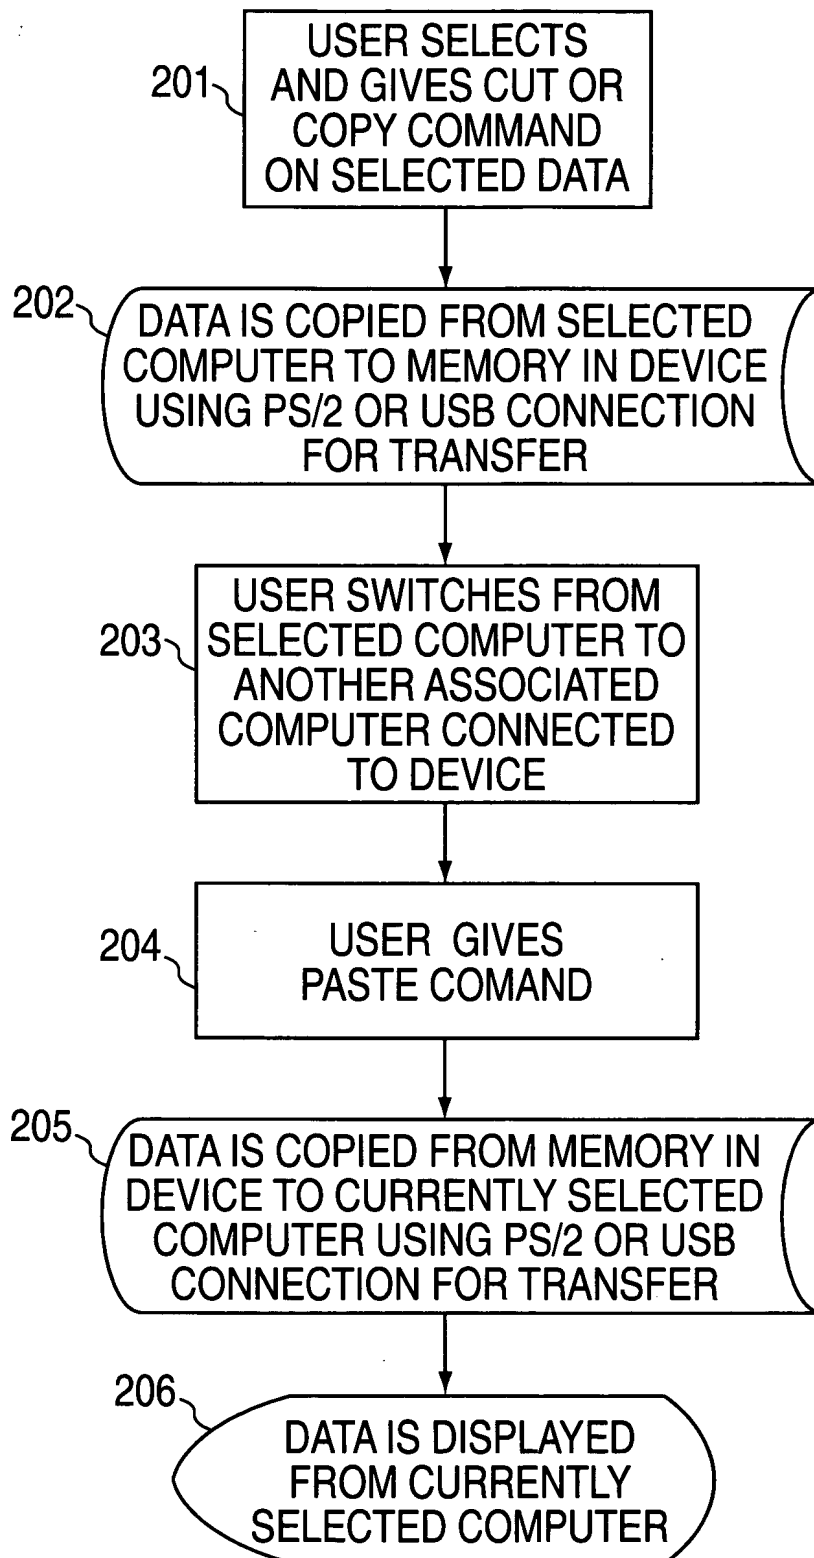 201
USER SELECTS
AND GIVES CUT OR
COPY COMMAND
ON SELECTED DATA
202
DATA IS COPIED FROM SELECTED
COMPUTER TO MEMORY IN DEVICE
USING PS/2 OR USB CONNECTION
FOR TRANSFER
203
USER SWITCHES FROM
SELECTED COMPUTER TO
ANOTHER ASSOCIATED
COMPUTER CONNECTED
TO DEVICE
204
USER GIVES
PASTE COMAND
205
DATA IS COPIED FROM MEMORY IN
DEVICE TO CURRENTLY SELECTED
COMPUTER USING PS/2 OR USB
CONNECTION FOR TRANSFER
206
DATA IS DISPLAYED
FROM CURRENTLY
SELECTED COMPUTER